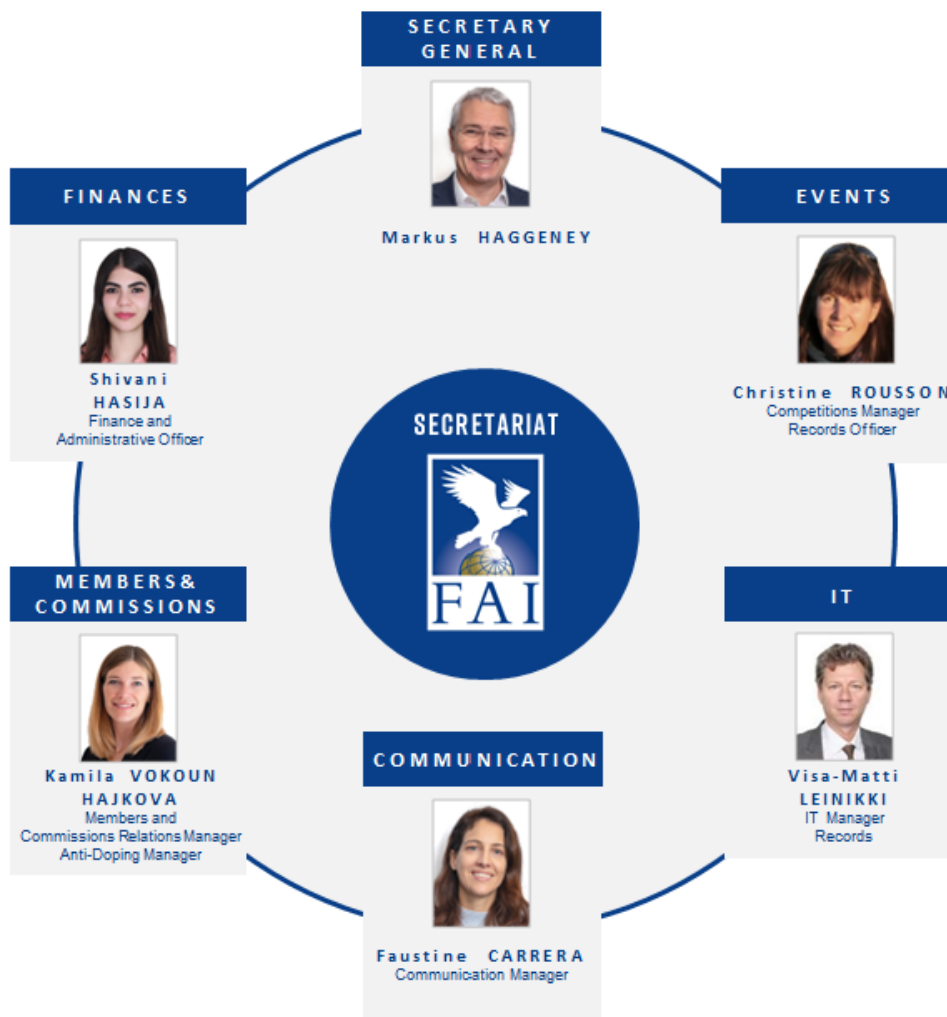 SECRETARY
GENERAL
Markus HAGGENEY
FINANCES
Shivani
HASIJA
Finance and
Administrative Officer
EVENTS
Christine ROUSSON
Competitions Manager
Records Officer
SECRETARIAT
FAI
MEMBERS &
COMMISSIONS
Kamila VOKOUN
HAJKOVA
Members and
Commissions Relations Manager
Anti-Doping Manager
IT
Visa-Matti
LEINIKKI
IT Manager
Records
COMMUNICATION
Faustine CARRERA
Communication Manager